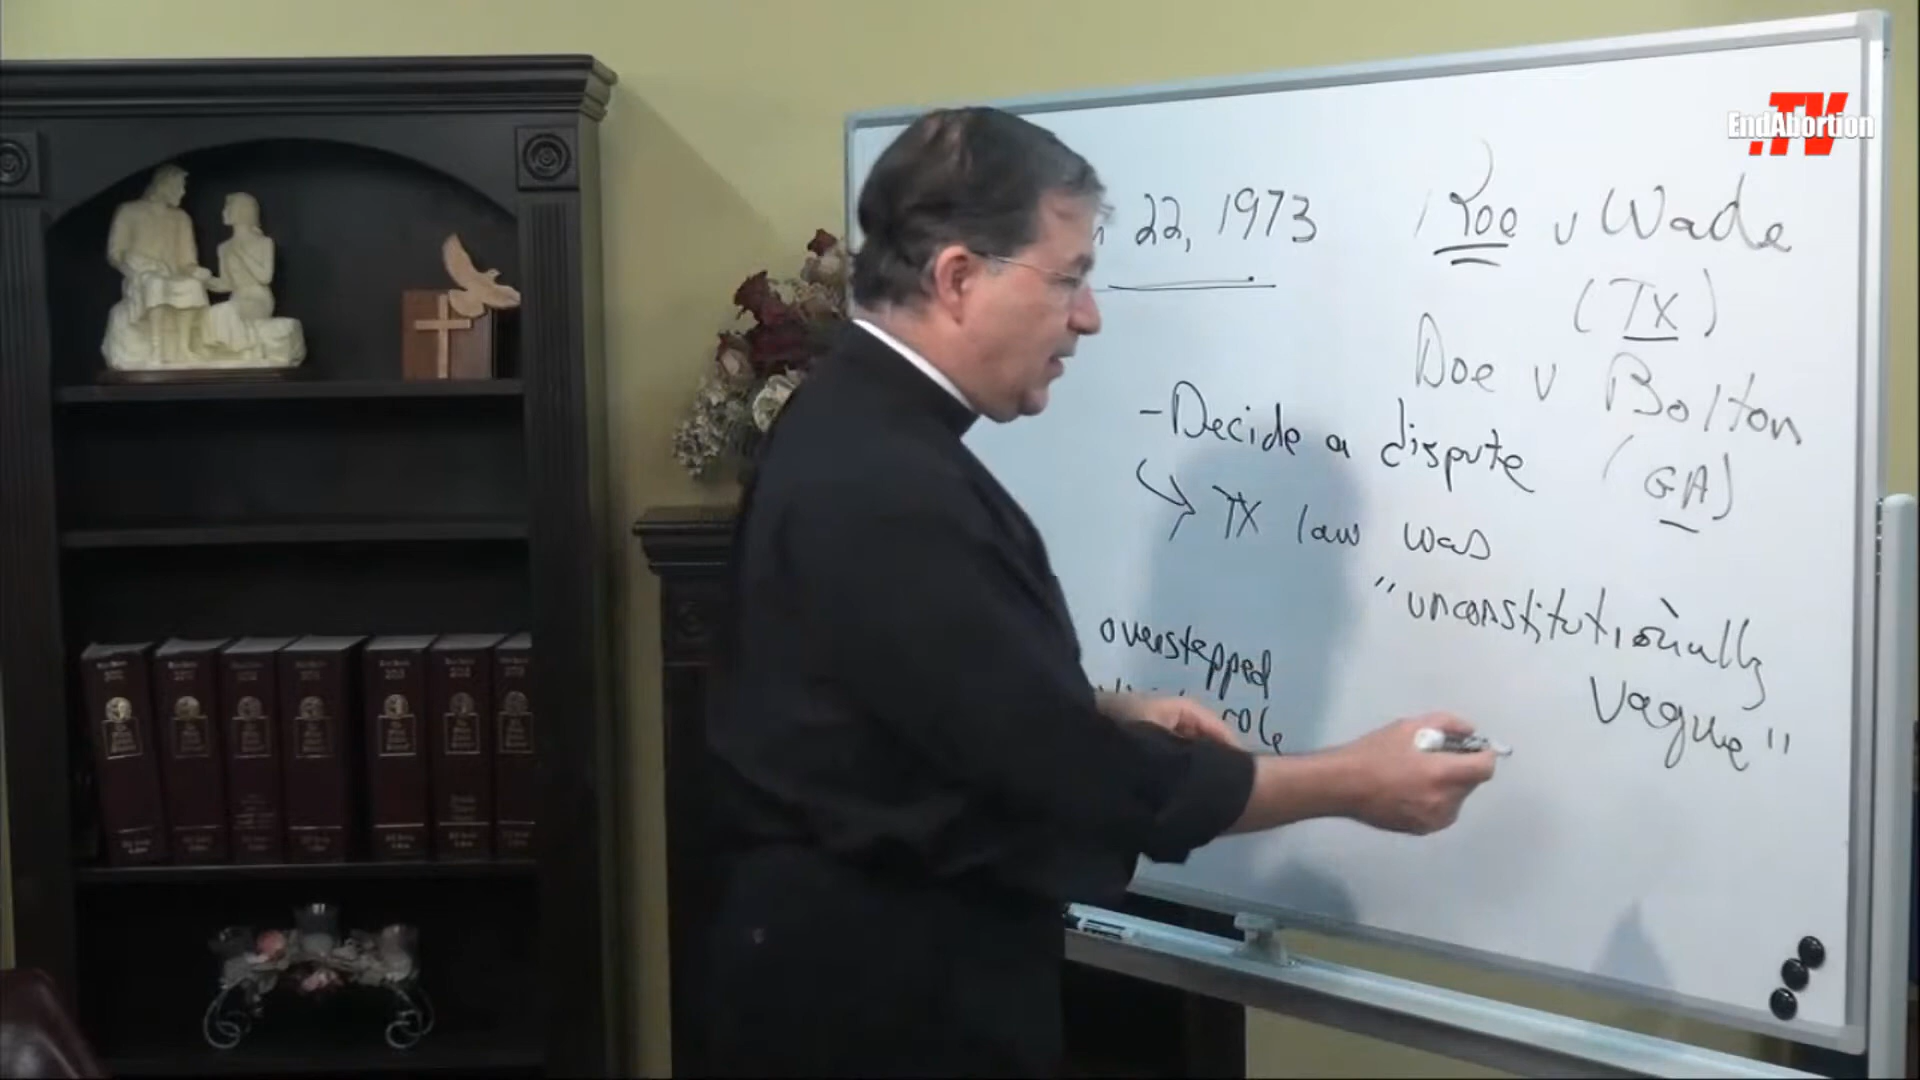 22, 1973
Roe v Wade
(TX)
Doe v Bolton
(GA)
- Decide a dispute
TX law was
"unconstitutionally
Vague"
overstepped
role
EndAbortion
.TV